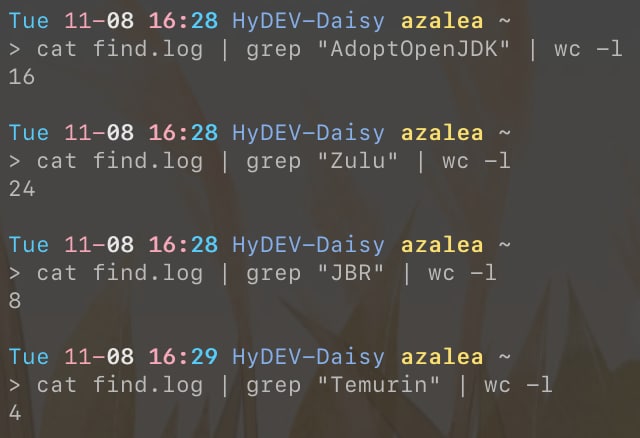 Tue 11-08 16:28 HyDEV-Daisy azalea ~
> cat find.log | grep "AdoptOpenJDK" | wc -l
16
Tue 11-08 16:28 HyDEV-Daisy azalea ~
> cat find.log | grep "Zulu" | wc -l
24
Tue 11-08 16:28 HyDEV-Daisy azalea ~
> cat find.log | grep "JBR" | wc -l
8
Tue 11-08 16:29 HyDEV-Daisy azalea ~
> cat find.log | grep "Temurin" | wc -l
4